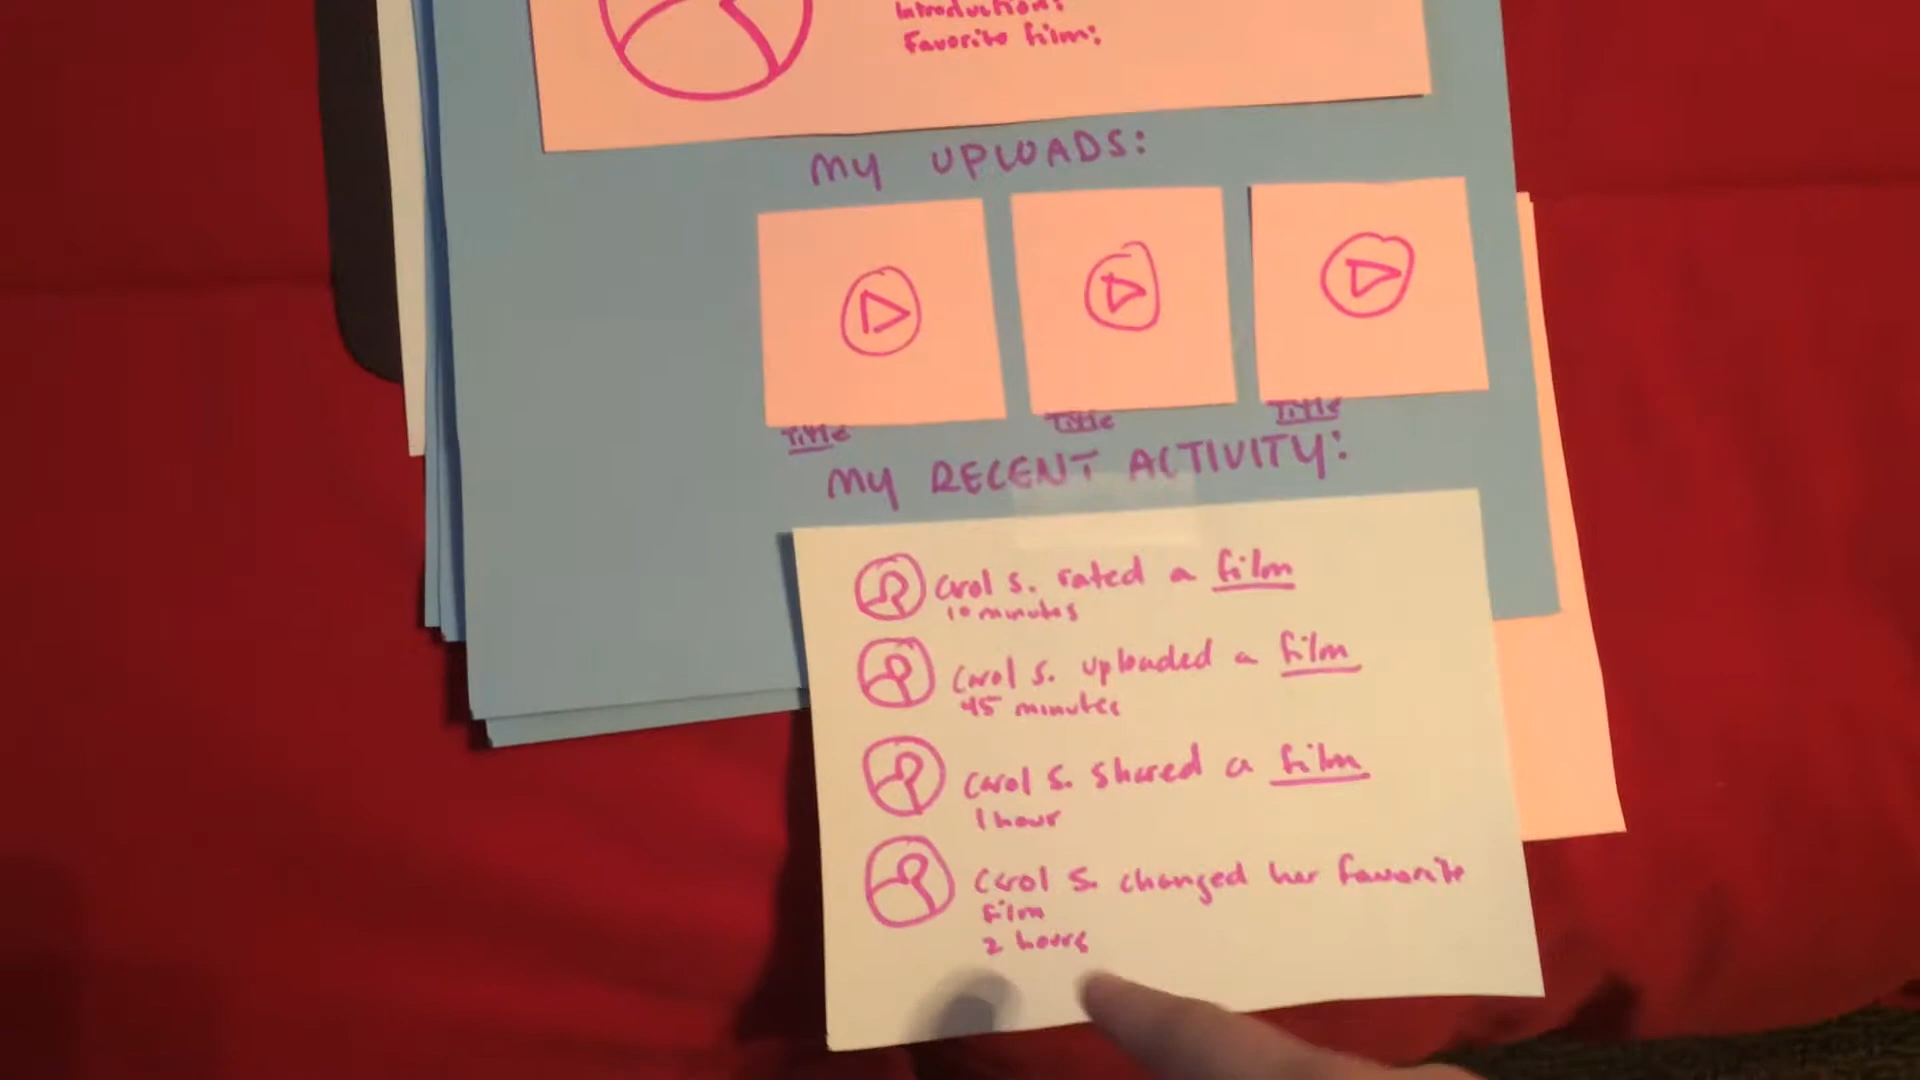 Introduction:
Favorite film:
MY UPLOADS:
Title Title Title
MY RECENT ACTIVITY:
Carol S. rated a film
10 minutes
Carol S. uploaded a film
45 minutes
Carol S. shared a film
1 hour
Carol S. changed her favorite
film
2 hours